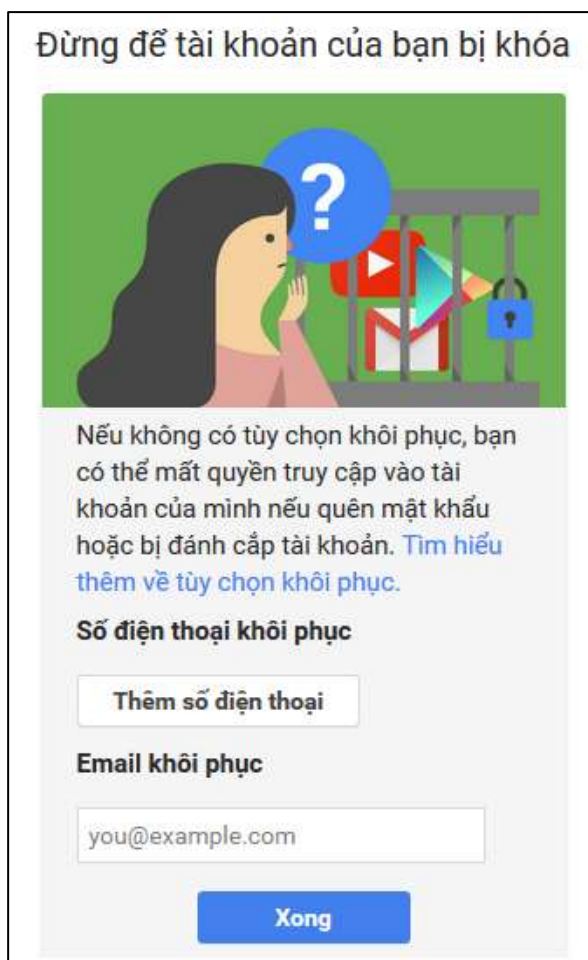 Đừng để tài khoản của bạn bị khóa
?
Nếu không có tùy chọn khôi phục, bạn
có thể mất quyền truy cập vào tài
khoản của mình nếu quên mật khẩu
hoặc bị đánh cắp tài khoản. Tìm hiểu
thêm về tùy chọn khôi phục.
Số điện thoại khôi phục
Thêm số điện thoại
Email khôi phục
you@example.com
Xong